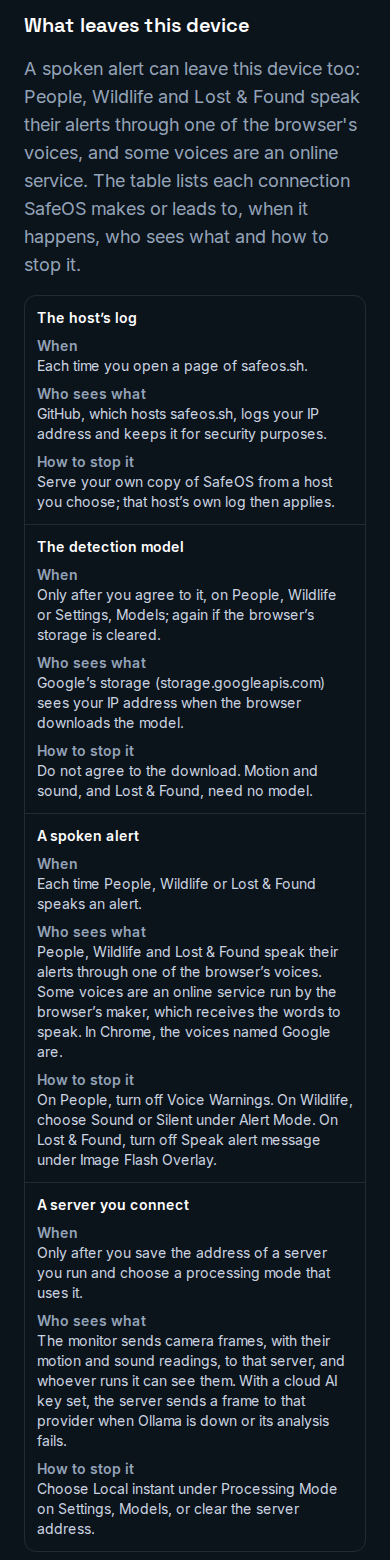 What leaves this device
A spoken alert can leave this device too:
People, Wildlife and Lost & Found speak
their alerts through one of the browser's
voices, and some voices are an online
service. The table lists each connection
SafeOS makes or leads to, when it
happens, who sees what and how to
stop it.
The host’s log
When
Each time you open a page of safeos.sh.
Who sees what
GitHub, which hosts safeos.sh, logs your IP
address and keeps it for security purposes.
How to stop it
Serve your own copy of SafeOS from a host
you choose; that host’s own log then applies.
The detection model
When
Only after you agree to it, on People, Wildlife
or Settings, Models; again if the browser’s
storage is cleared.
Who sees what
Google’s storage (storage.googleapis.com)
sees your IP address when the browser
downloads the model.
How to stop it
Do not agree to the download. Motion and
sound, and Lost & Found, need no model.
A spoken alert
When
Each time People, Wildlife or Lost & Found
speaks an alert.
Who sees what
People, Wildlife and Lost & Found speak their
alerts through one of the browser’s voices.
Some voices are an online service run by the
browser’s maker, which receives the words to
speak. In Chrome, the voices named Google
are.
How to stop it
On People, turn off Voice Warnings. On Wildlife,
choose Sound or Silent under Alert Mode. On
Lost & Found, turn off Speak alert message
under Image Flash Overlay.
A server you connect
When
Only after you save the address of a server
you run and choose a processing mode that
uses it.
Who sees what
The monitor sends camera frames, with their
motion and sound readings, to that server, and
whoever runs it can see them. With a cloud AI
key set, the server sends a frame to that
provider when Ollama is down or its analysis
fails.
How to stop it
Choose Local instant under Processing Mode
on Settings, Models, or clear the server
address.